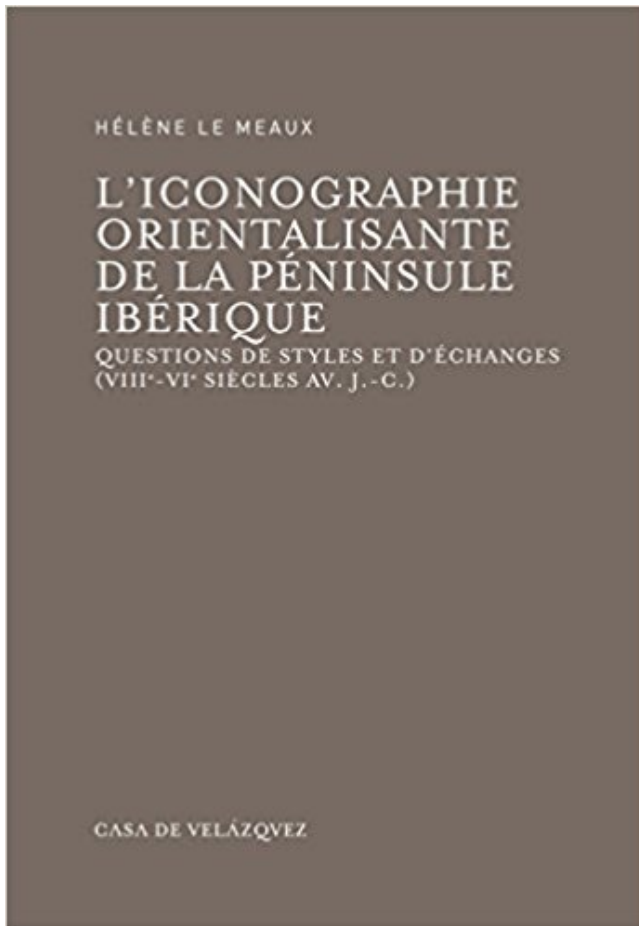 HÉLÈNE LE MEAUX
L'ICONOGRAPHIE
ORIENTALISANTE
DE LA PÉNINSULE
IBÉRIQUE
QUESTIONS DE STYLES ET D'ÉCHANGES
(VIIIᵉ-VIᵉ SIÈCLES AV. J.-C.)
CASA DE VELÁZQVEZ